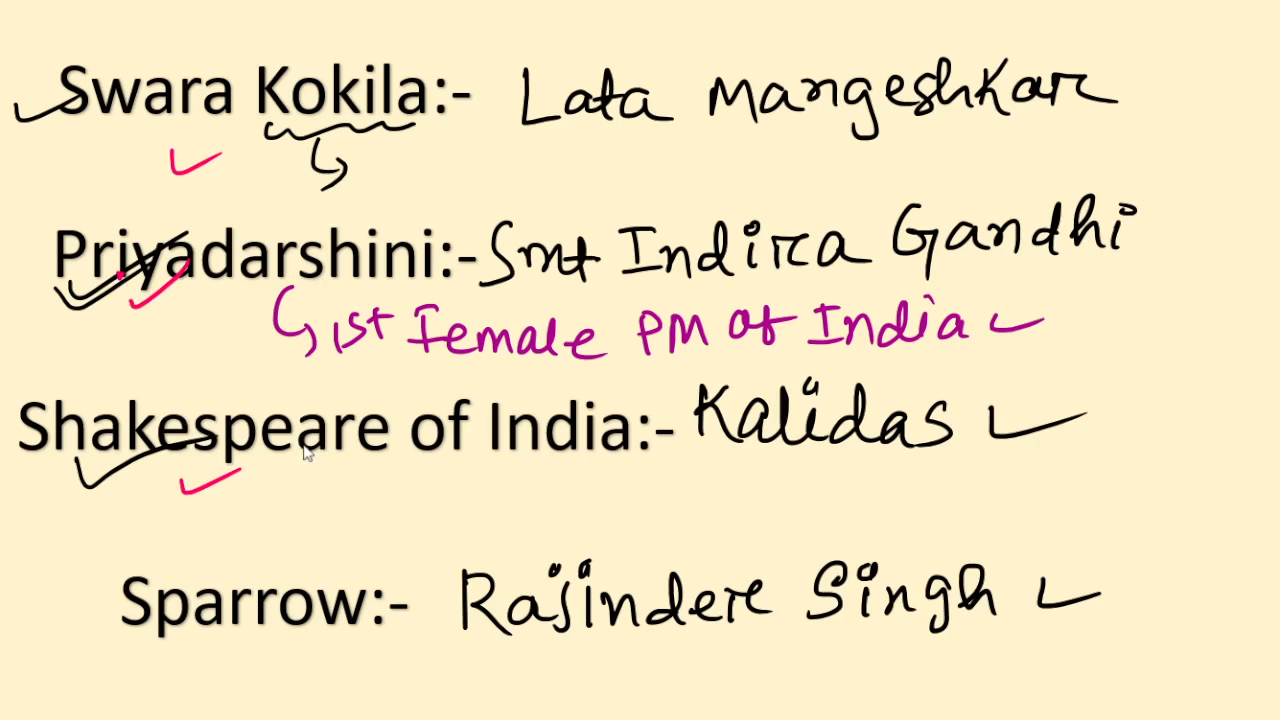 Swara Kokila:- Lata Mangeshkar
Priyadarshini:- Smt Indira Gandhi
1st Female PM of India
Shakespeare of India:- Kalidas
Sparrow:- Rajinder Singh